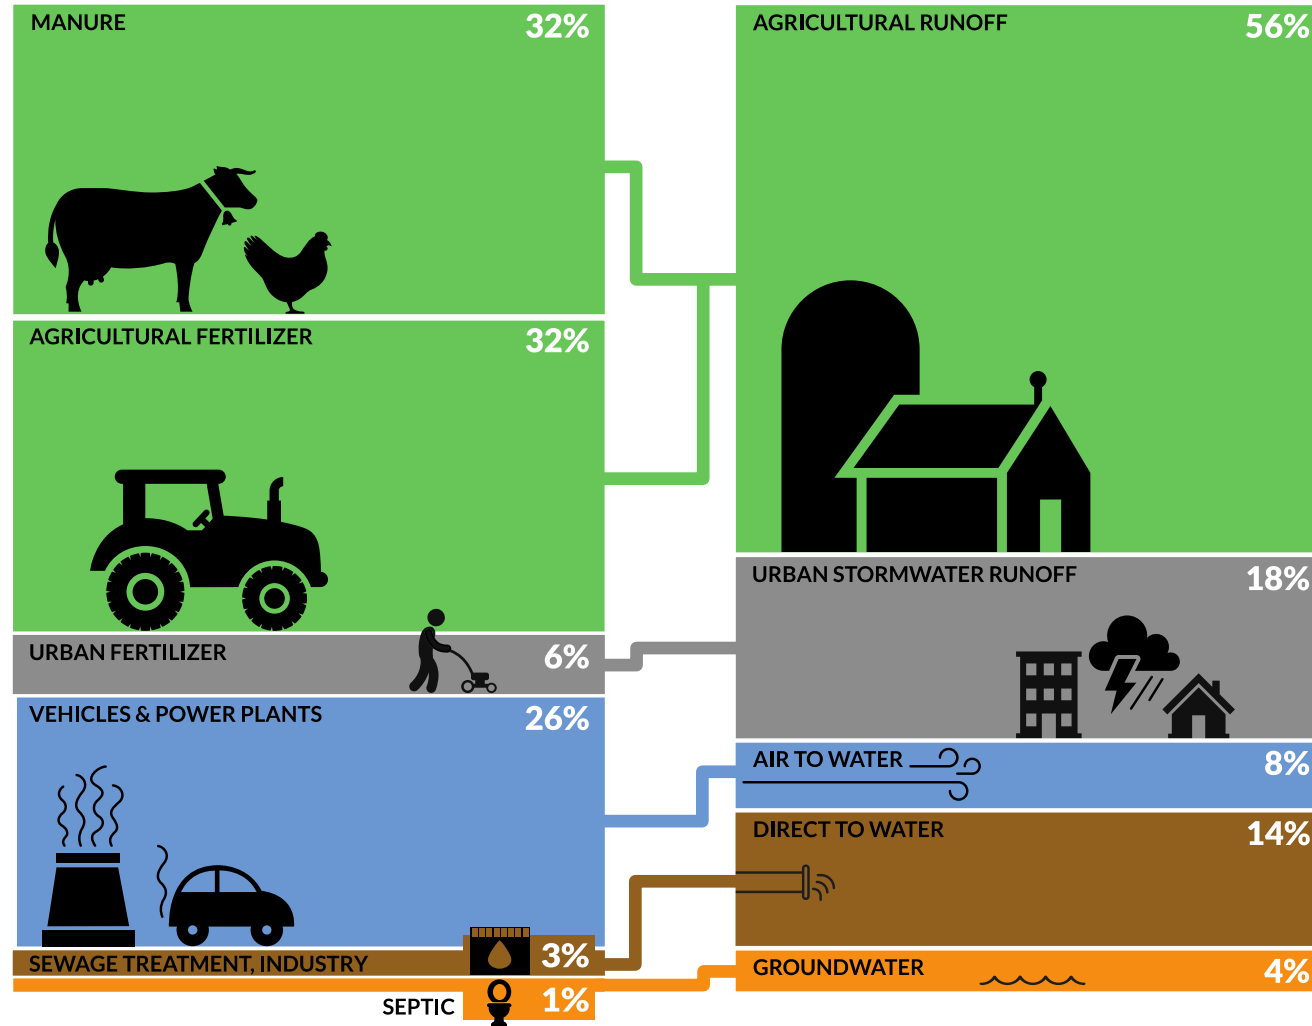 MANURE 32%
AGRICULTURAL FERTILIZER 32%
URBAN FERTILIZER 6%
VEHICLES & POWER PLANTS 26%
SEWAGE TREATMENT, INDUSTRY 3%
SEPTIC 1%
AGRICULTURAL RUNOFF 56%
URBAN STORMWATER RUNOFF 18%
AIR TO WATER 8%
DIRECT TO WATER 14%
GROUNDWATER 4%